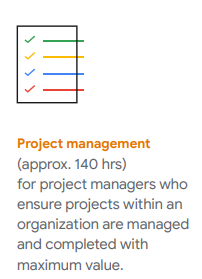 Project management
(approx. 140 hrs)
for project managers who
ensure projects within an
organization are managed
and completed with
maximum value.